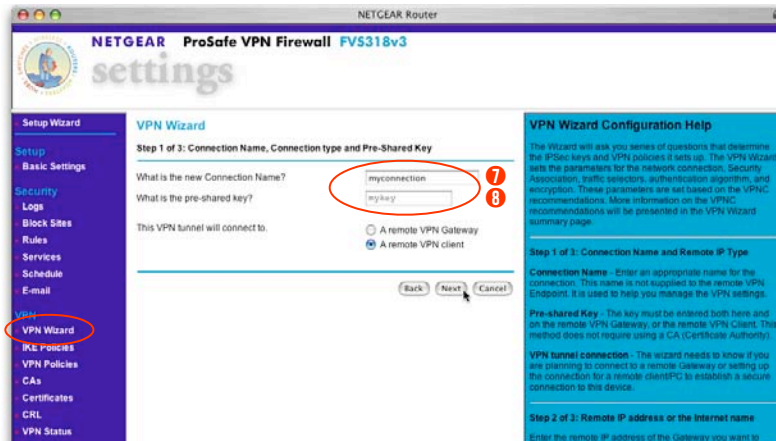 NETGEAR Router
NETGEAR ProSafe VPN Firewall FVS318v3
settings
Setup Wizard
Setup
Basic Settings
Security
Logs
Block Sites
Rules
Services
Schedule
E-mail
VPN
VPN Wizard
IKE Policies
VPN Policies
CAs
Certificates
CRL
VPN Status
VPN Wizard
Step 1 of 3: Connection Name, Connection type and Pre-Shared Key
What is the new Connection Name? myconnection 7
What is the pre-shared key? mykey 8
This VPN tunnel will connect to.
A remote VPN Gateway
A remote VPN client
Back Next Cancel
VPN Wizard Configuration Help
The Wizard will ask you series of questions that determine
the IPSec keys and VPN policies it sets up. The VPN Wizard
sets the parameters for the network connection, Security
Association, traffic selectors, authentication algorithm, and
encryption. These parameters are set based on the VPNC
recommendations. More information on the VPNC
recommendations will be presented in the VPN Wizard
summary page.
Step 1 of 3: Connection Name and Remote IP Type
Connection Name - Enter an appropriate name for the
connection. This name is not supplied to the remote VPN
Endpoint. It is used to help you manage the VPN settings.
Pre-shared Key - The key must be entered both here and
on the remote VPN Gateway, or the remote VPN Client. This
method does not require using a CA (Certificate Authority).
VPN tunnel connection - The wizard needs to know if you
are planning to connect to a remote Gateway or setting up
the connection for a remote client/PC to establish a secure
connection to this device.
Step 2 of 3: Remote IP address or the Internet name
Enter the remote IP address of the Gateway you want to